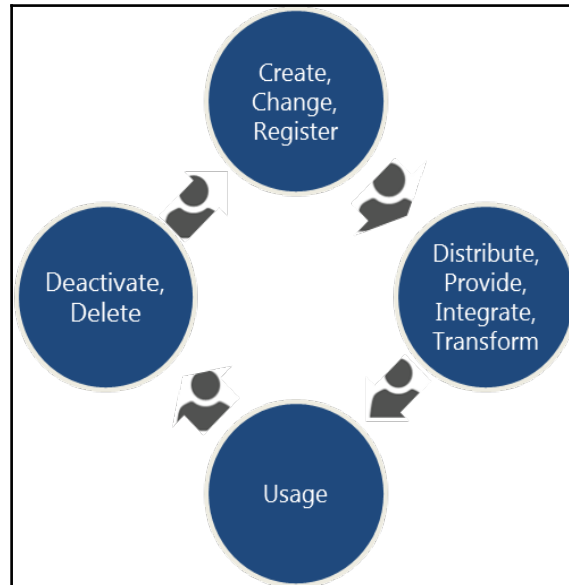 Create,
Change,
Register
Distribute,
Provide,
Integrate,
Transform
Usage
Deactivate,
Delete